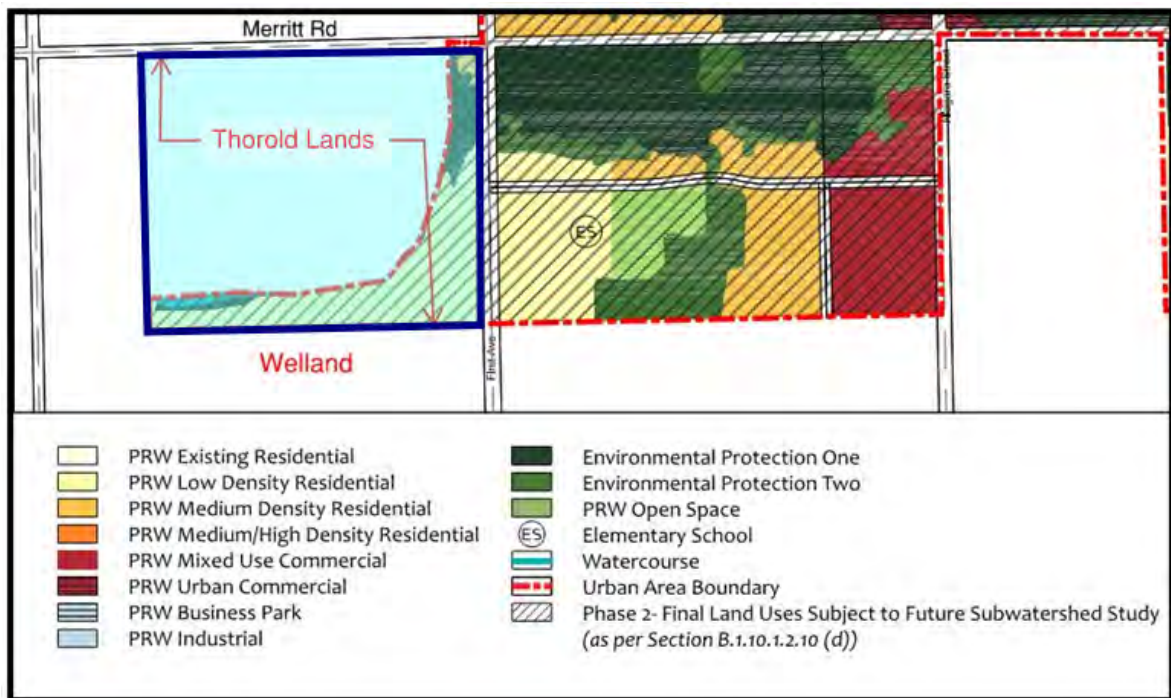 Merritt Rd
Thorold Lands
ES
Niagara Street
First Ave
Welland
PRW Existing Residential
PRW Low Density Residential
PRW Medium Density Residential
PRW Medium/High Density Residential
PRW Mixed Use Commercial
PRW Urban Commercial
PRW Business Park
PRW Industrial
Environmental Protection One
Environmental Protection Two
PRW Open Space
ES Elementary School
Watercourse
Urban Area Boundary
Phase 2- Final Land Uses Subject to Future Subwatershed Study
(as per Section B.1.10.1.2.10 (d))